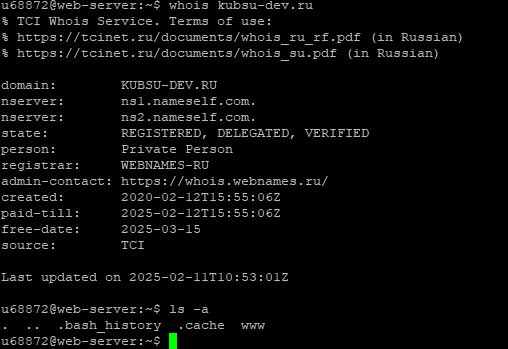 u68872@web-server:~$ whois kubsu-dev.ru
% TCI Whois Service. Terms of use:
% https://tcinet.ru/documents/whois_ru_rf.pdf (in Russian)
% https://tcinet.ru/documents/whois_su.pdf (in Russian)

domain:        KUBSU-DEV.RU
nserver:       ns1.nameself.com.
nserver:       ns2.nameself.com.
state:         REGISTERED, DELEGATED, VERIFIED
person:        Private Person
registrar:     WEBNAMES-RU
admin-contact: https://whois.webnames.ru/
created:       2020-02-12T15:55:06Z
paid-till:     2025-02-12T15:55:06Z
free-date:     2025-03-15
source:        TCI

Last updated on 2025-02-11T10:53:01Z

u68872@web-server:~$ ls -a
.  ..  .bash_history  .cache  www
u68872@web-server:~$